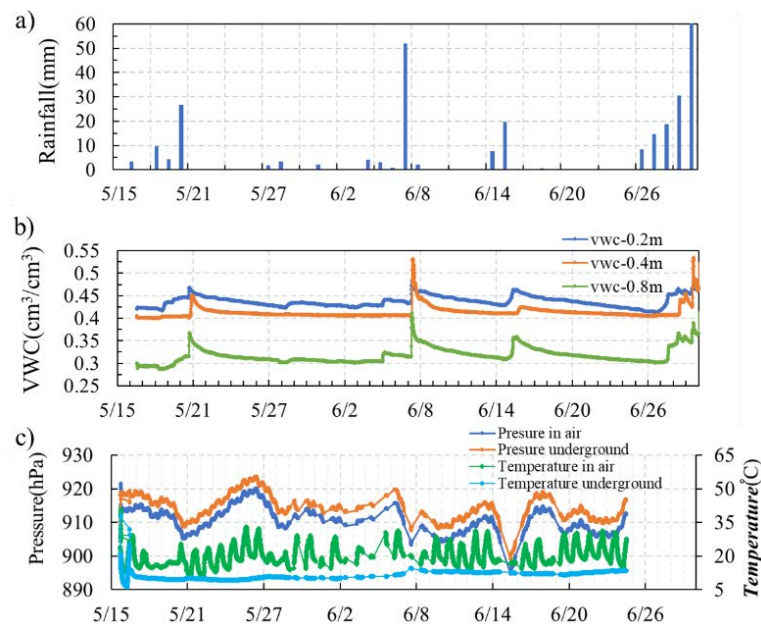 a)
Rainfall(mm)
60
50
40
30
20
10
0
5/15 5/21 5/27 6/2 6/8 6/14 6/20 6/26
b)
VWC(cm³/cm³)
0.55
0.5
0.45
0.4
0.35
0.3
0.25
vwc-0.2m
vwc-0.4m
vwc-0.8m
5/15 5/21 5/27 6/2 6/8 6/14 6/20 6/26
c)
Pressure(hPa)
930
920
910
900
890
Presure in air
Presure underground
Temperature in air
Temperature underground
65
55
45
35
25
15
5
Temperature(°C)
5/15 5/21 5/27 6/2 6/8 6/14 6/20 6/26